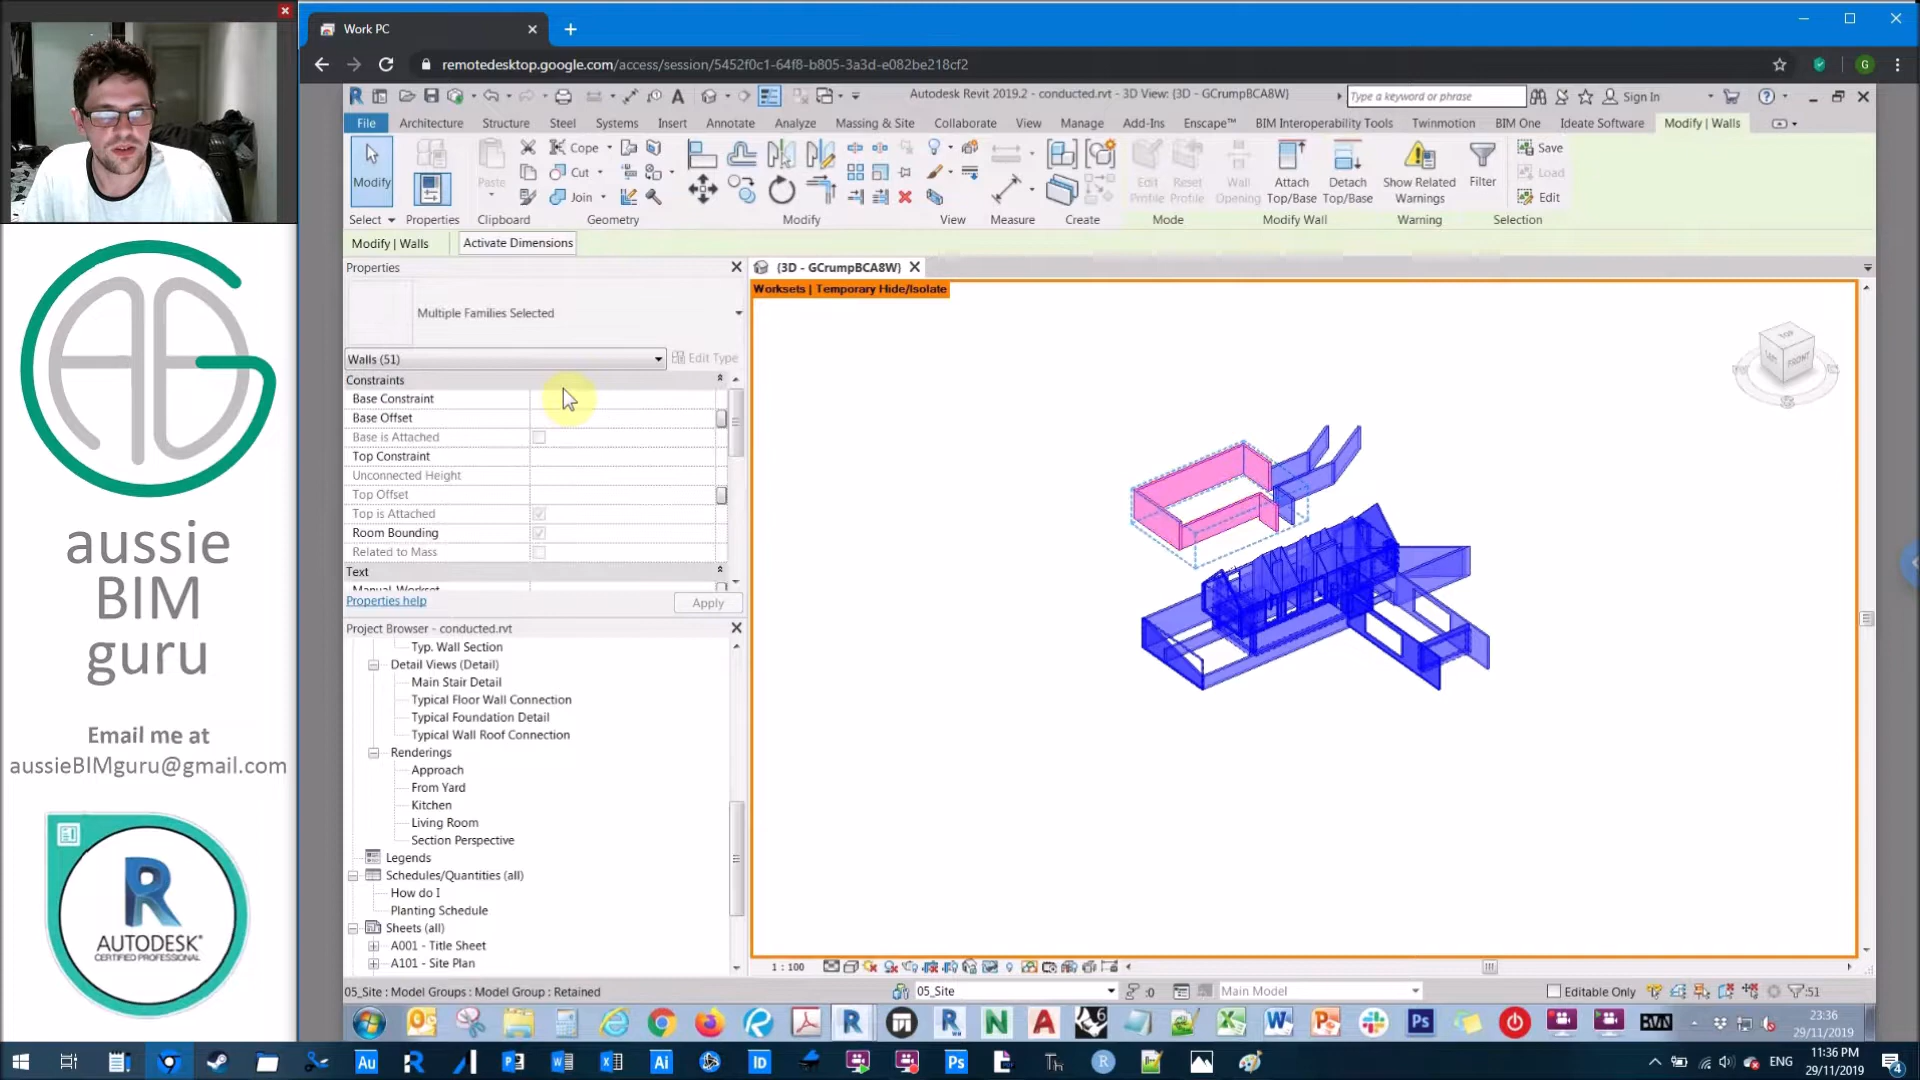 Work PC
remotedesktop.google.com/access/session/5452f0c1-64f8-b805-3a3d-e082be218cf2
G
Autodesk Revit 2019.2 - conducted.rvt - 3D View: {3D - GCrumpBCA8W}
Type a keyword or phrase
Sign In
File Architecture Structure Steel Systems Insert Annotate Analyze Massing & Site Collaborate View Manage Add-Ins Enscape™ BIM Interoperability Tools Twinmotion BIM One Ideate Software Modify | Walls
Modify
Paste
Cope
Cut
Join
Edit Profile
Reset Profile
Wall Opening
Attach Top/Base
Detach Top/Base
Show Related Warnings
Filter
Save
Load
Edit
Select Properties Clipboard Geometry Modify View Measure Create Mode Modify Wall Warning Selection
Modify | Walls Activate Dimensions
Properties
{3D - GCrumpBCA8W}
Worksets | Temporary Hide/Isolate
Multiple Families Selected
Walls (51)
Edit Type
Constraints
Base Constraint
Base Offset
Base is Attached
Top Constraint
Unconnected Height
Top Offset
Top is Attached
Room Bounding
Related to Mass
Text
Manual Workset
Properties help
Apply
TOP
FRONT
Project Browser - conducted.rvt
Typ. Wall Section
Detail Views (Detail)
Main Stair Detail
Typical Floor Wall Connection
Typical Foundation Detail
Typical Wall Roof Connection
Renderings
Approach
From Yard
Kitchen
Living Room
Section Perspective
Legends
Schedules/Quantities (all)
How do I
Planting Schedule
Sheets (all)
A001 - Title Sheet
A101 - Site Plan
1 : 100
05_Site : Model Groups : Model Group : Retained
05_Site
:0
Main Model
Editable Only
:51
23:36
29/11/2019
11:36 PM
29/11/2019
ENG
aussie
BIM
guru
Email me at
aussieBIMguru@gmail.com
R
AUTODESK
CERTIFIED PROFESSIONAL